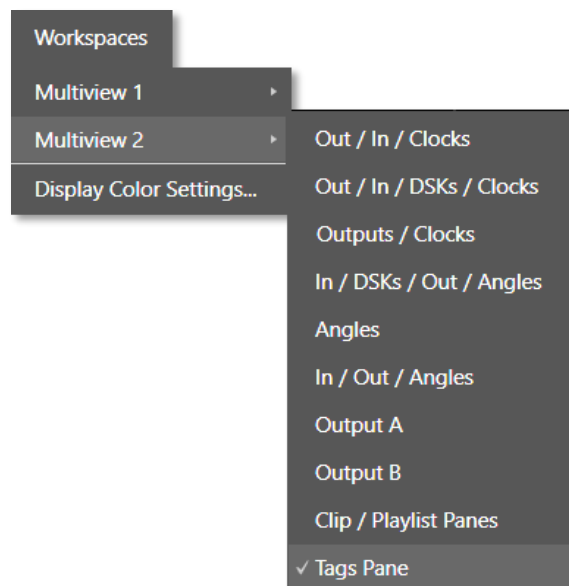 Workspaces
Multiview 1
Multiview 2
Display Color Settings...
Out / In / Clocks
Out / In / DSKs / Clocks
Outputs / Clocks
In / DSKs / Out / Angles
Angles
In / Out / Angles
Output A
Output B
Clip / Playlist Panes
✓ Tags Pane